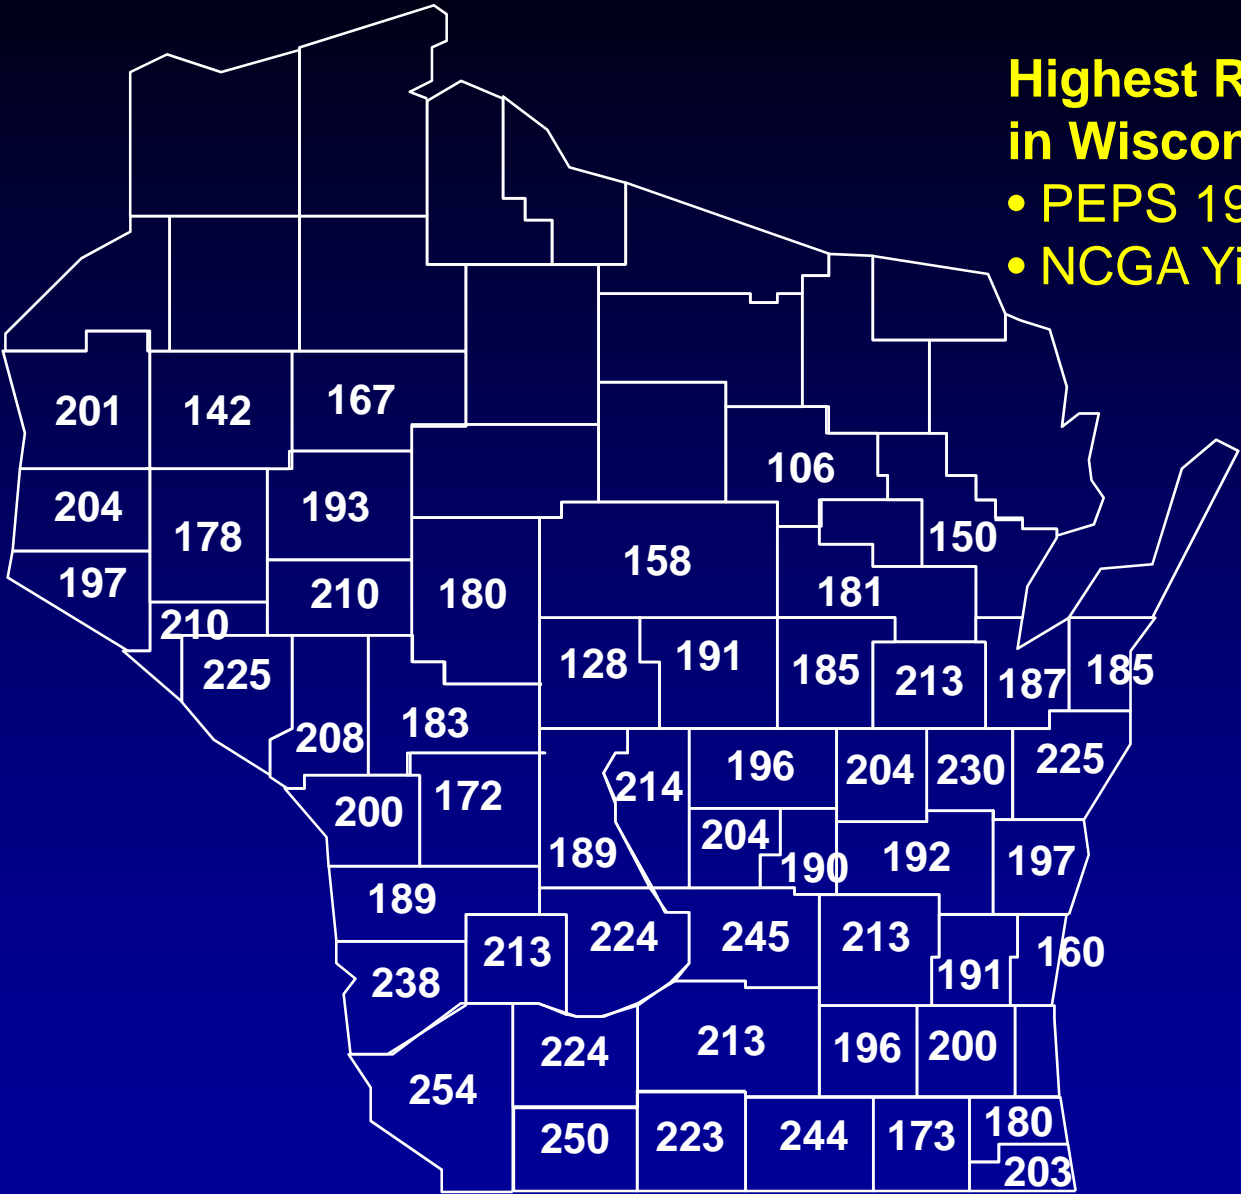 Highest R
in Wiscon
• PEPS 19
• NCGA Yi
201 142 167
106
204 178 193
150
158
197 210 180 181
210
225 128 191 185 213 187 185
208 183
196 204 230 225
200 172 214
189 204 190 192 197
189
213 224 245 213 191 160
238
224 213 196 200
254
250 223 244 173 180
203